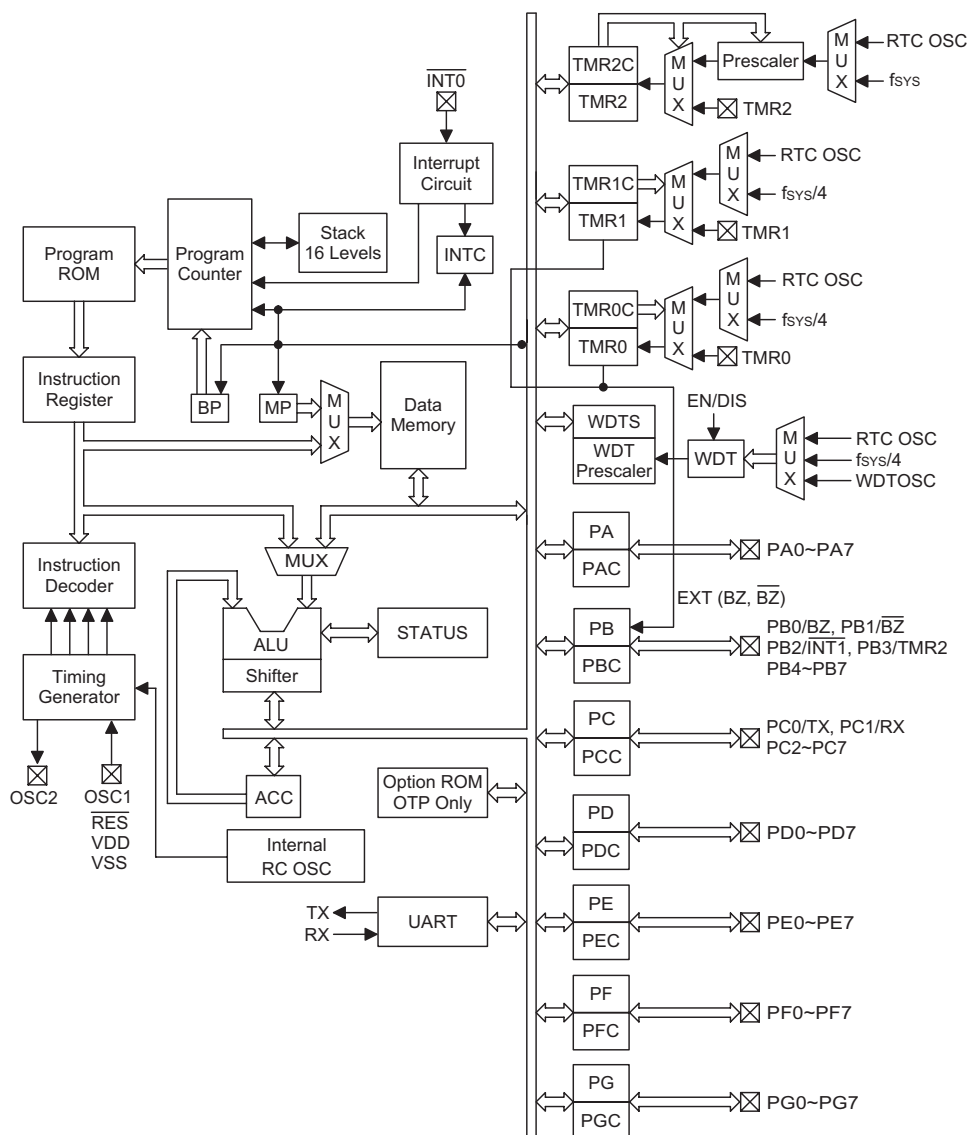 INT0
Interrupt
Circuit
Program
ROM
Program
Counter
Stack
16 Levels
INTC
Instruction
Register
BP
MP
M
U
X
Data
Memory
Instruction
Decoder
MUX
ALU
Shifter
STATUS
Timing
Generator
OSC2
OSC1
RES
VDD
VSS
ACC
Internal
RC OSC
Option ROM
OTP Only
TX
RX
UART
TMR2C
TMR2
M
U
X
Prescaler
M
U
X
RTC OSC
fSYS
TMR2
TMR1C
TMR1
M
U
X
M
U
X
RTC OSC
fSYS/4
TMR1
TMR0C
TMR0
M
U
X
M
U
X
RTC OSC
fSYS/4
TMR0
EN/DIS
WDTS
WDT
Prescaler
WDT
M
U
X
RTC OSC
fSYS/4
WDTOSC
PA
PAC
PA0~PA7
EXT (BZ, BZ)
PB
PBC
PB0/BZ, PB1/BZ
PB2/INT1, PB3/TMR2
PB4~PB7
PC
PCC
PC0/TX, PC1/RX
PC2~PC7
PD
PDC
PD0~PD7
PE
PEC
PE0~PE7
PF
PFC
PF0~PF7
PG
PGC
PG0~PG7